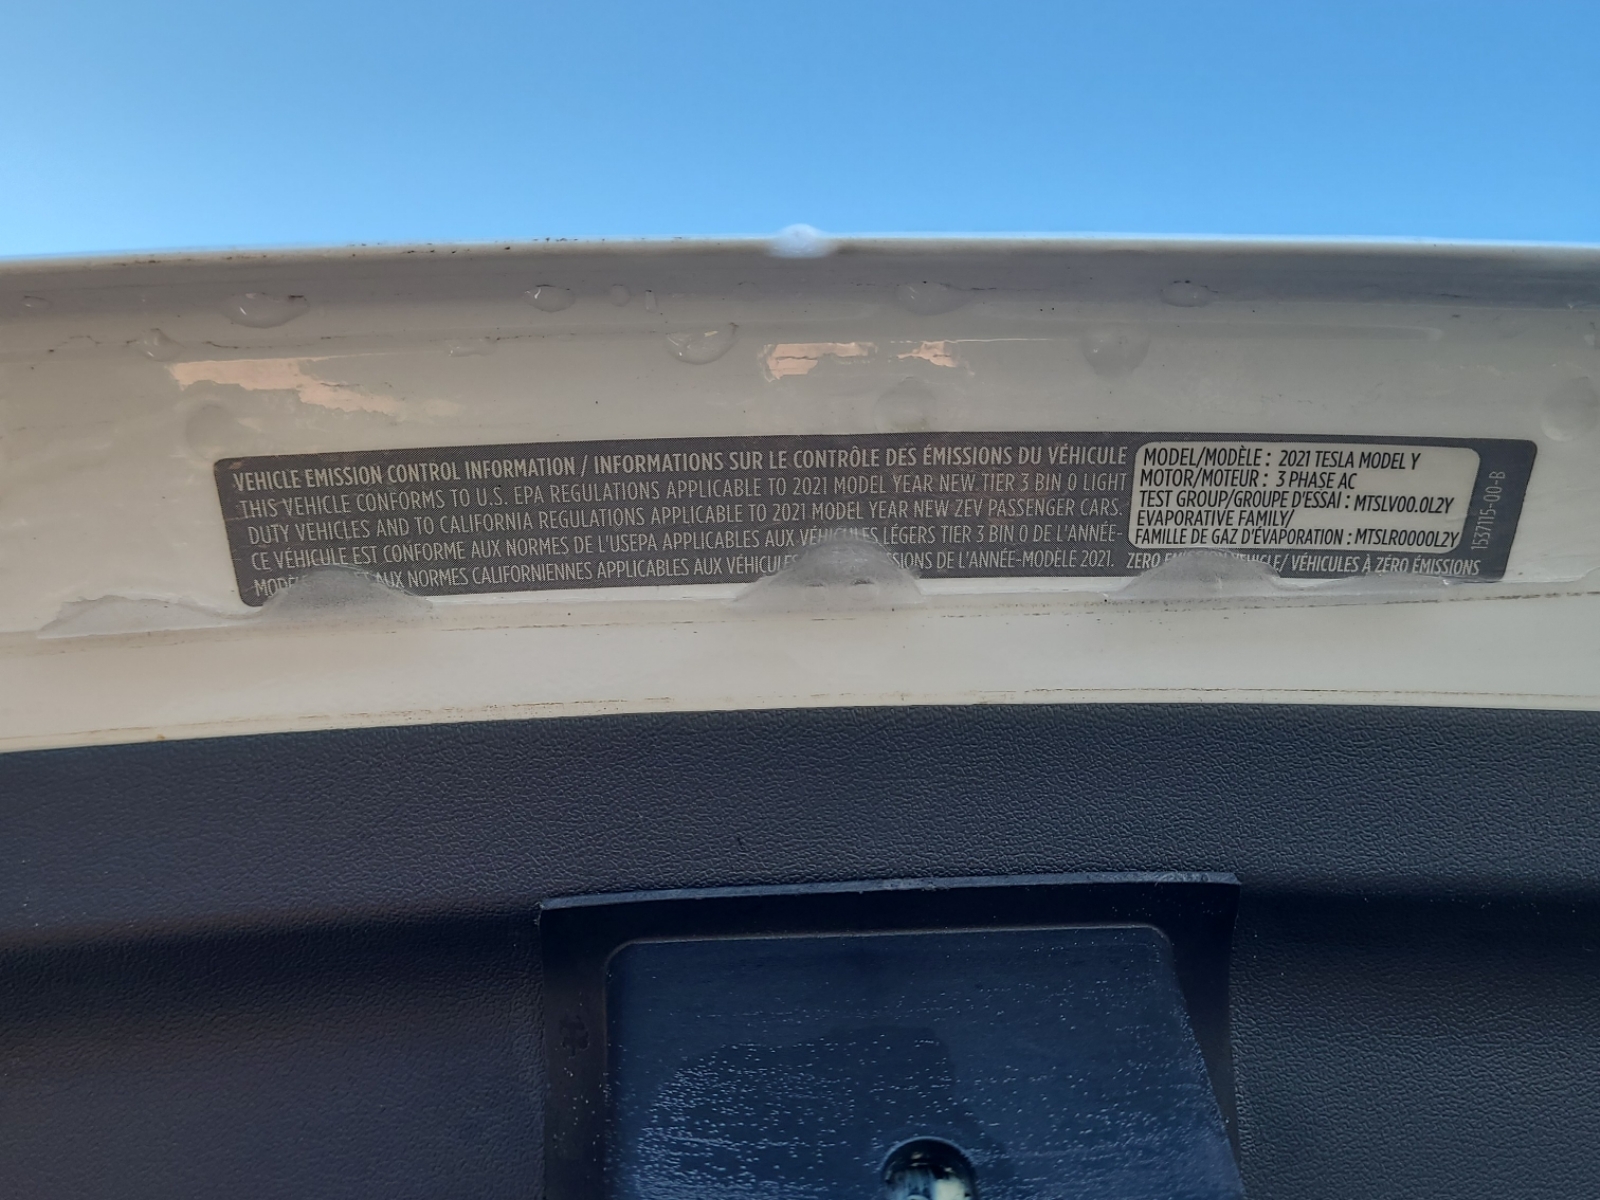 VEHICLE EMISSION CONTROL INFORMATION / INFORMATIONS SUR LE CONTRÔLE DES ÉMISSIONS DU VÉHICULE
THIS VEHICLE CONFORMS TO U.S. EPA REGULATIONS APPLICABLE TO 2021 MODEL YEAR NEW TIER 3 BIN 0 LIGHT
DUTY VEHICLES AND TO CALIFORNIA REGULATIONS APPLICABLE TO 2021 MODEL YEAR NEW ZEV PASSENGER CARS.
CE VÉHICULE EST CONFORME AUX NORMES DE L'USEPA APPLICABLES AUX VÉHICULES LÉGERS TIER 3 BIN 0 DE L'ANNÉE-
AUX NORMES CALIFORNIENNES APPLICABLES AUX DE L'ANNÉE-MODÈLE 2021.
MODEL/MODÈLE : 2021 TESLA MODEL Y
MOTOR/MOTEUR : 3 PHASE AC
TEST GROUP/GROUPE D'ESSAI : MTSLV00.0L2Y
EVAPORATIVE FAMILY/
FAMILLE DE GAZ D'ÉVAPORATION : MTSLR0000L2Y
ZERO EMISSION VEHICLE/ VÉHICULES À ZÉRO ÉMISSIONS
1537115-00-B